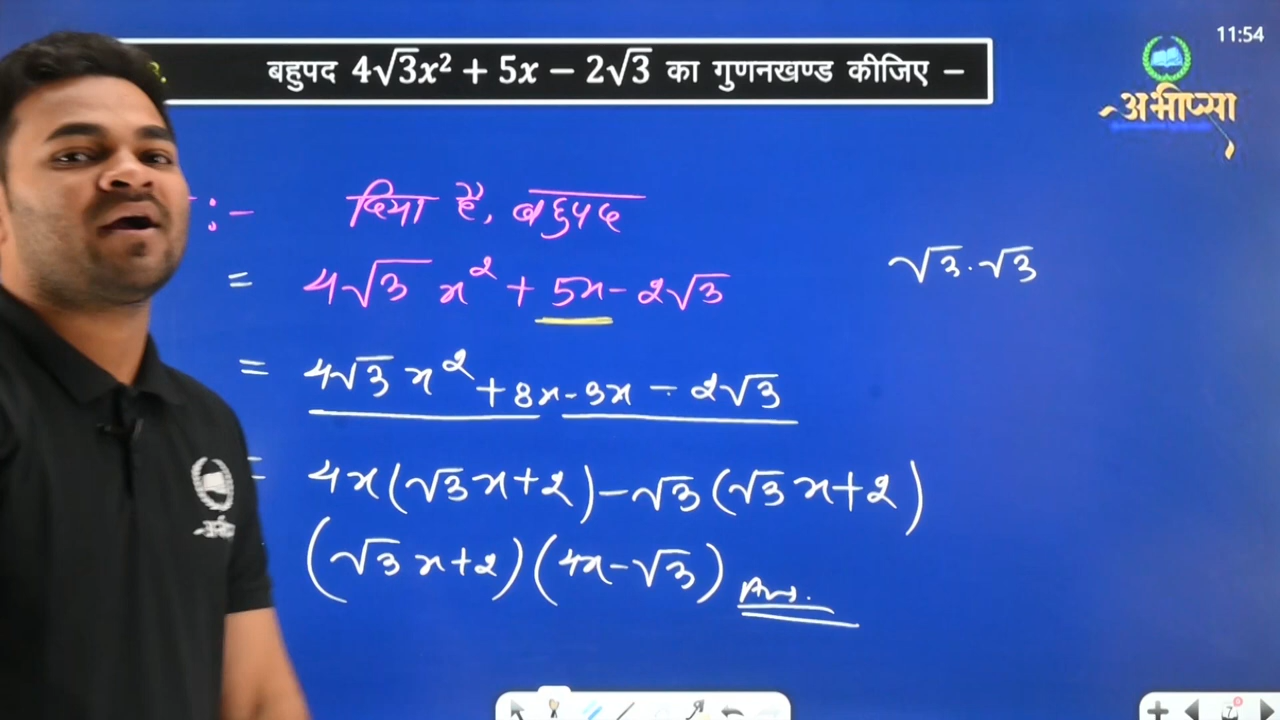 11:54
3. बहुपद 4√3x² + 5x − 2√3 का गुणनखण्ड कीजिए −
अभीप्सा
:- दिया है, बहुपद
= 4√3 x² + 5x - 2√3
√3.√3
= 4√3 x² + 8x - 3x - 2√3
= 4x(√3x+2)-√3(√3x+2)
(√3x+2)(4x-√3) Ans.
7